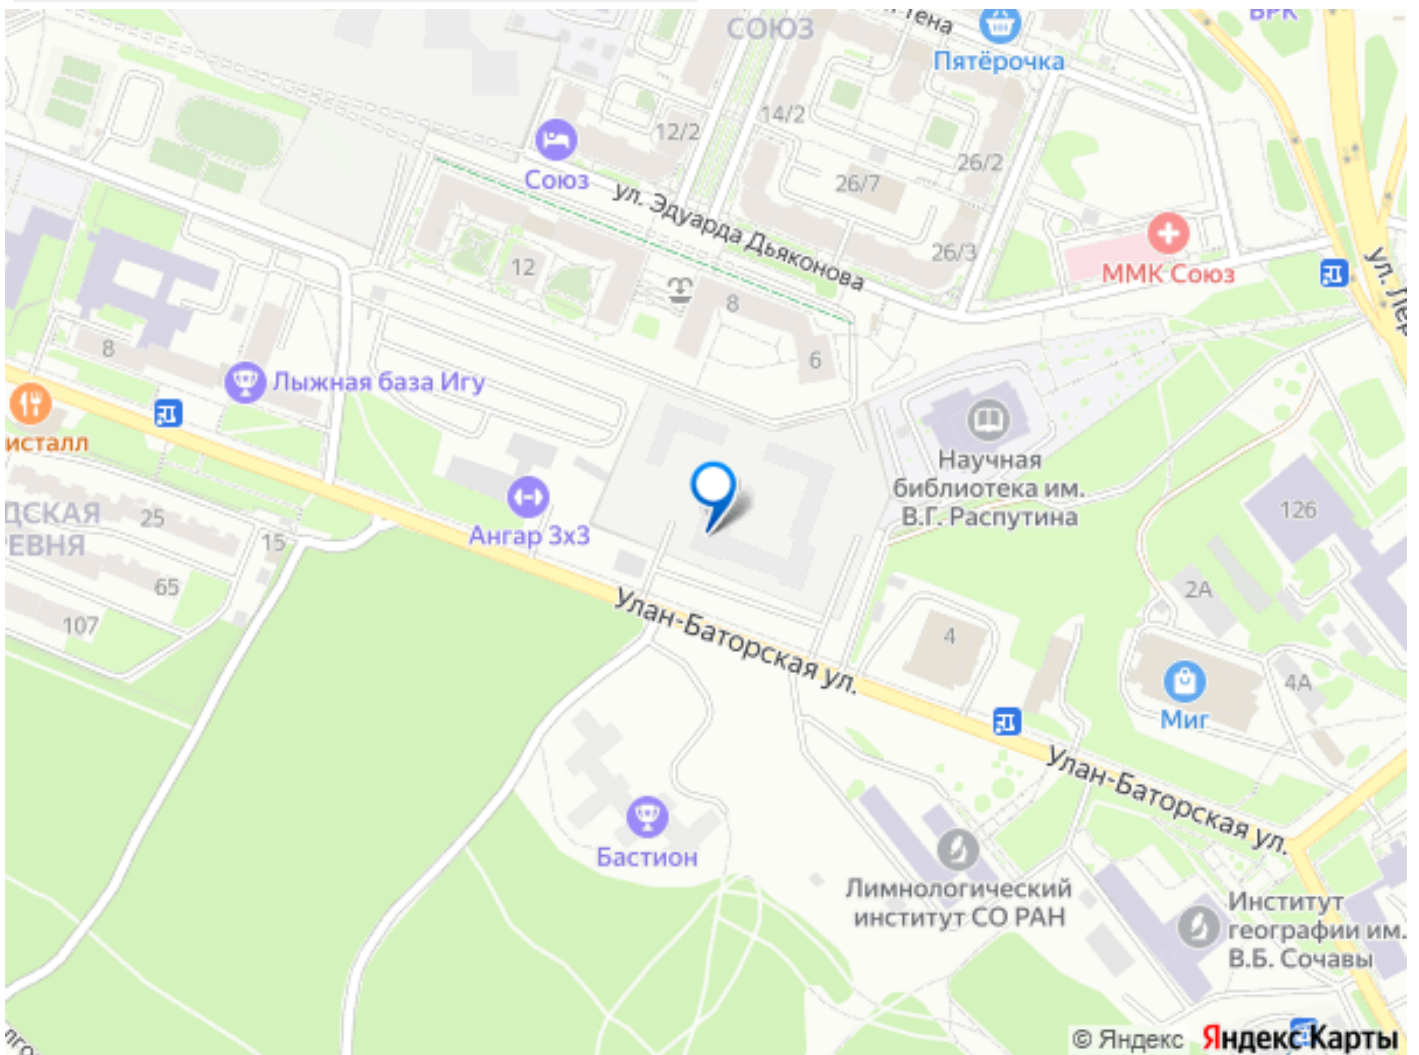 СОЮЗ
Пятёрочка
14/2
12/2
26/2
26/7
Союз
ул. Эдуарда Дьяконова
26/3
ММК Союз
12
8
6
8
Лыжная база Игу
Научная
библиотека им.
В.Г. Распутина
126
25
15
65
107
Ангар 3х3
2А
4
4А
Миг
Улан-Баторская ул.
Улан-Баторская ул.
Бастион
Лимнологический
институт СО РАН
Институт
географии им.
В.Б. Сочавы
© Яндекс Яндекс Карты